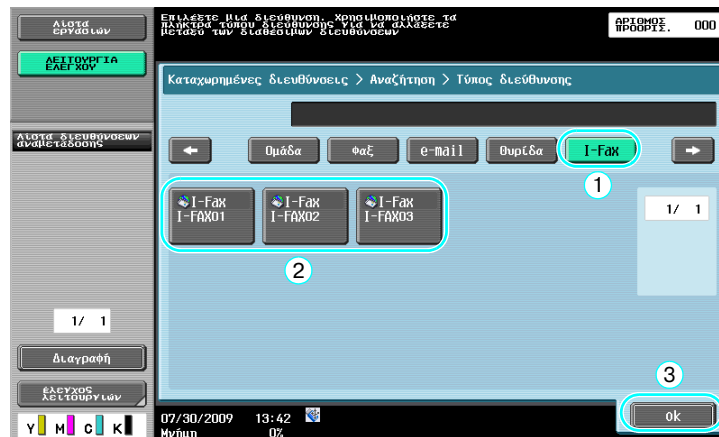 Λίστα
εργασιών
Επιλέξτε μία διεύθυνση. Χρησιμοποιήστε τα
πλήκτρα τύπου διεύθυνσης για να αλλάξετε
μεταξύ των διαθέσιμων διευθύνσεων
ΑΡΙΘΜΟΣ
ΠΡΟΟΡΙΣ. 000
ΛΕΙΤΟΥΡΓΙΑ
ΕΛΕΓΧΟΥ
Καταχωρημένες διευθύνσεις > Αναζήτηση > Τύπος διεύθυνσης
Λίστα διευθύνσεων
αναμετάδοσης
Ομάδα Φαξ e-mail Θυρίδα I-Fax
1
I-Fax
I-FAX01
I-Fax
I-FAX02
I-Fax
I-FAX03
1/ 1
2
1/ 1
Διαγραφή
3
έλεγχος
λειτουργιών
ok
Y M C K
07/30/2009 13:42
Μνήμη 0%